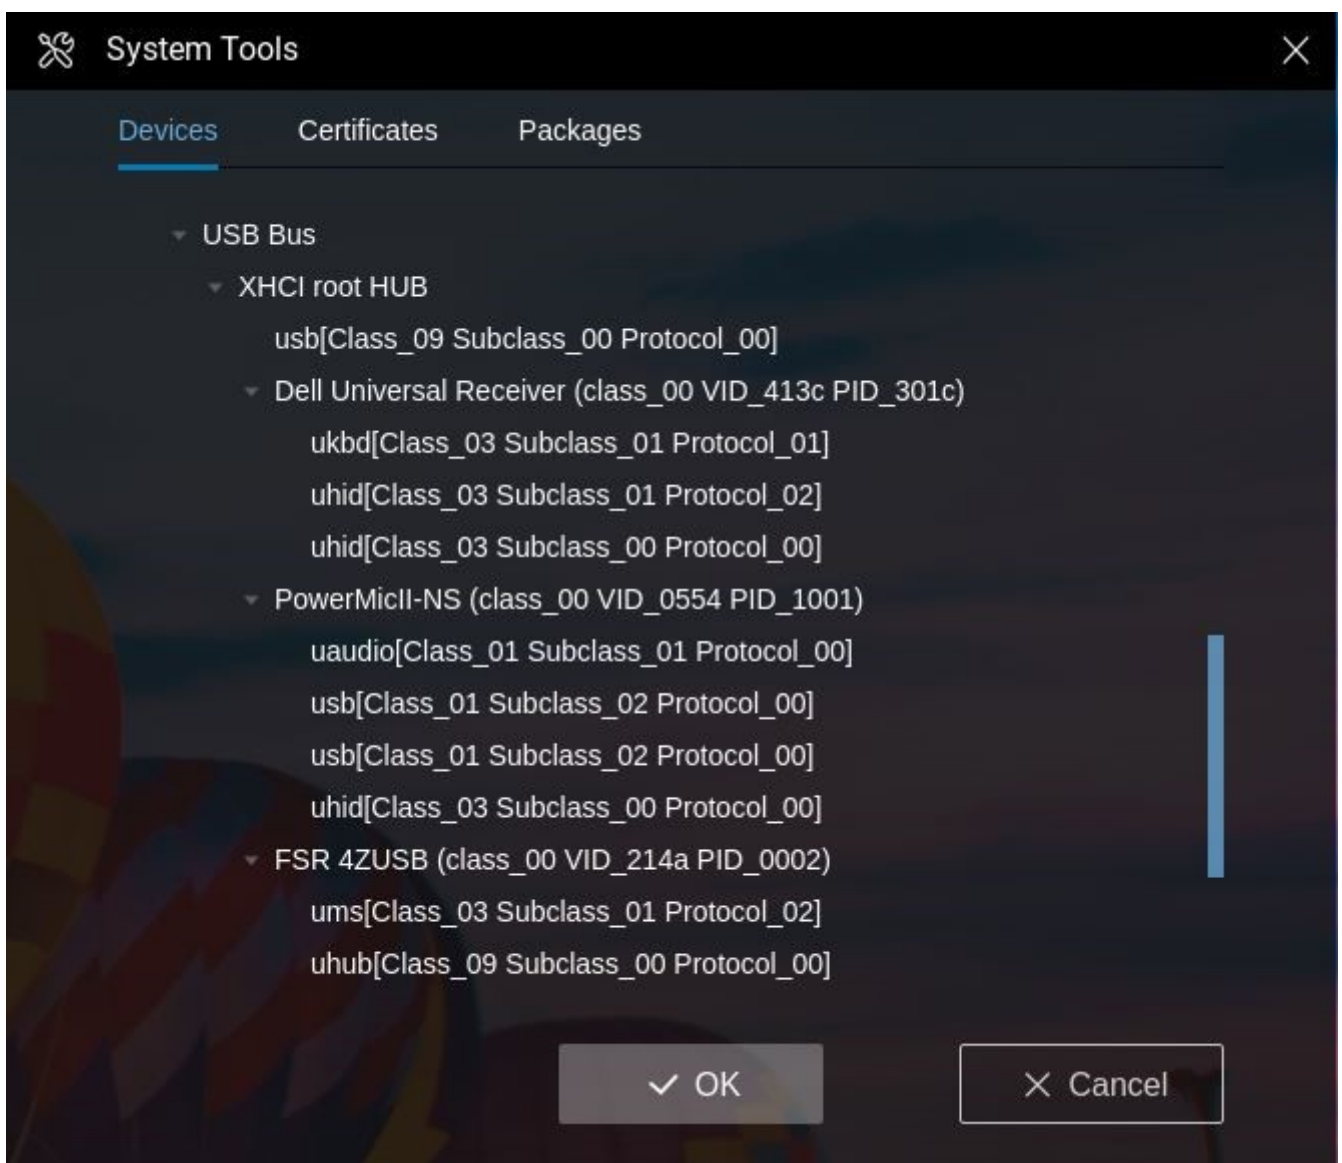 System Tools
Devices Certificates Packages
USB Bus
XHCI root HUB
usb[Class_09 Subclass_00 Protocol_00]
Dell Universal Receiver (class_00 VID_413c PID_301c)
ukbd[Class_03 Subclass_01 Protocol_01]
uhid[Class_03 Subclass_01 Protocol_02]
uhid[Class_03 Subclass_00 Protocol_00]
PowerMicII-NS (class_00 VID_0554 PID_1001)
uaudio[Class_01 Subclass_01 Protocol_00]
usb[Class_01 Subclass_02 Protocol_00]
usb[Class_01 Subclass_02 Protocol_00]
uhid[Class_03 Subclass_00 Protocol_00]
FSR 4ZUSB (class_00 VID_214a PID_0002)
ums[Class_03 Subclass_01 Protocol_02]
uhub[Class_09 Subclass_00 Protocol_00]
OK Cancel